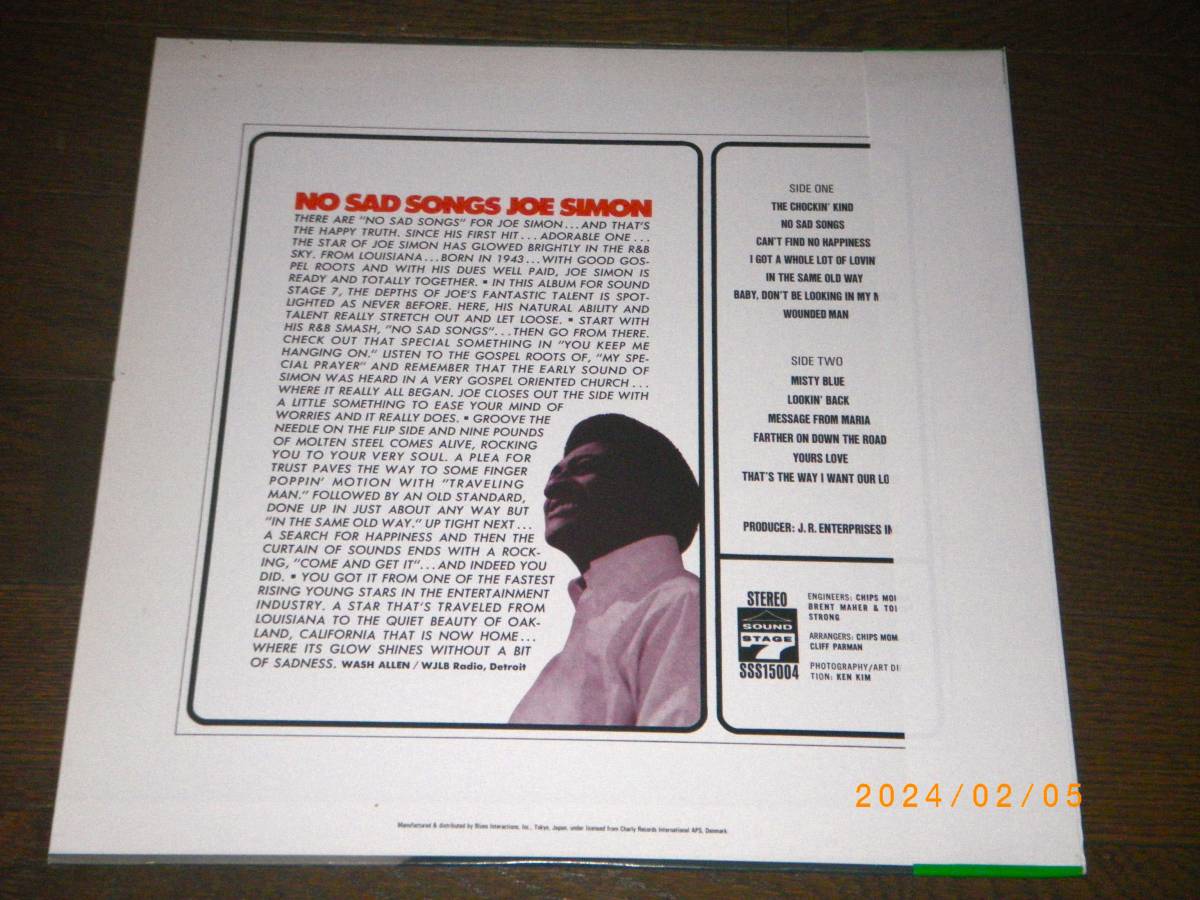 NO SAD SONGS JOE SIMON
THERE ARE "NO SAD SONGS" FOR JOE SIMON...AND THAT'S
THE HAPPY TRUTH. SINCE HIS FIRST HIT...ADORABLE ONE...
THE STAR OF JOE SIMON HAS GLOWED BRIGHTLY IN THE R&B
SKY. FROM LOUISIANA...BORN IN 1943...WITH GOOD GOS-
PEL ROOTS AND WITH HIS DUES WELL PAID, JOE SIMON IS
READY AND TOTALLY TOGETHER. ▪ IN THIS ALBUM FOR SOUND
STAGE 7, THE DEPTHS OF JOE'S FANTASTIC TALENT IS SPOT-
LIGHTED AS NEVER BEFORE. HERE, HIS NATURAL ABILITY AND
TALENT REALLY STRETCH OUT AND LET LOOSE. ▪ START WITH
HIS R&B SMASH, "NO SAD SONGS"...THEN GO FROM THERE.
CHECK OUT THAT SPECIAL SOMETHING IN "YOU KEEP ME
HANGING ON." LISTEN TO THE GOSPEL ROOTS OF, "MY SPE-
CIAL PRAYER" AND REMEMBER THAT THE EARLY SOUND OF
SIMON WAS HEARD IN A VERY GOSPEL ORIENTED CHURCH...
WHERE IT REALLY ALL BEGAN. JOE CLOSES OUT THE SIDE WITH
A LITTLE SOMETHING TO EASE YOUR MIND OF
WORRIES AND IT REALLY DOES. ▪ GROOVE THE
NEEDLE ON THE FLIP SIDE AND NINE POUNDS
OF MOLTEN STEEL COMES ALIVE, ROCKING
YOU TO YOUR VERY SOUL. A PLEA FOR
TRUST PAVES THE WAY TO SOME FINGER
POPPIN' MOTION WITH "TRAVELING
MAN." FOLLOWED BY AN OLD STANDARD,
DONE UP IN JUST ABOUT ANY WAY BUT
"IN THE SAME OLD WAY." UP TIGHT NEXT...
A SEARCH FOR HAPPINESS AND THEN THE
CURTAIN OF SOUNDS ENDS WITH A ROCK-
ING, "COME AND GET IT"...AND INDEED YOU
DID. ▪ YOU GOT IT FROM ONE OF THE FASTEST
RISING YOUNG STARS IN THE ENTERTAINMENT
INDUSTRY. A STAR THAT'S TRAVELED FROM
LOUISIANA TO THE QUIET BEAUTY OF OAK-
LAND, CALIFORNIA THAT IS NOW HOME...
WHERE ITS GLOW SHINES WITHOUT A BIT
OF SADNESS. WASH ALLEN / WJLB Radio, Detroit
SIDE ONE
THE CHOCKIN' KIND
NO SAD SONGS
CAN'T FIND NO HAPPINESS
I GOT A WHOLE LOT OF LOVIN
IN THE SAME OLD WAY
BABY, DON'T BE LOOKING IN MY
WOUNDED MAN
SIDE TWO
MISTY BLUE
LOOKIN' BACK
MESSAGE FROM MARIA
FARTHER ON DOWN THE ROAD
YOURS LOVE
THAT'S THE WAY I WANT OUR LO
PRODUCER: J. R. ENTERPRISES IN
STEREO
SOUND
STAGE
7
SSS15004
ENGINEERS: CHIPS MO
BRENT MAHER & TO
STRONG
ARRANGERS: CHIPS MOM
CLIFF PARMAN
PHOTOGRAPHY/ART DI
TION: KEN KIM
Manufactured & distributed by Blues Interactions, Inc., Tokyo, Japan, under licensed from Charly Records International APS, Denmark.
2024/02/05